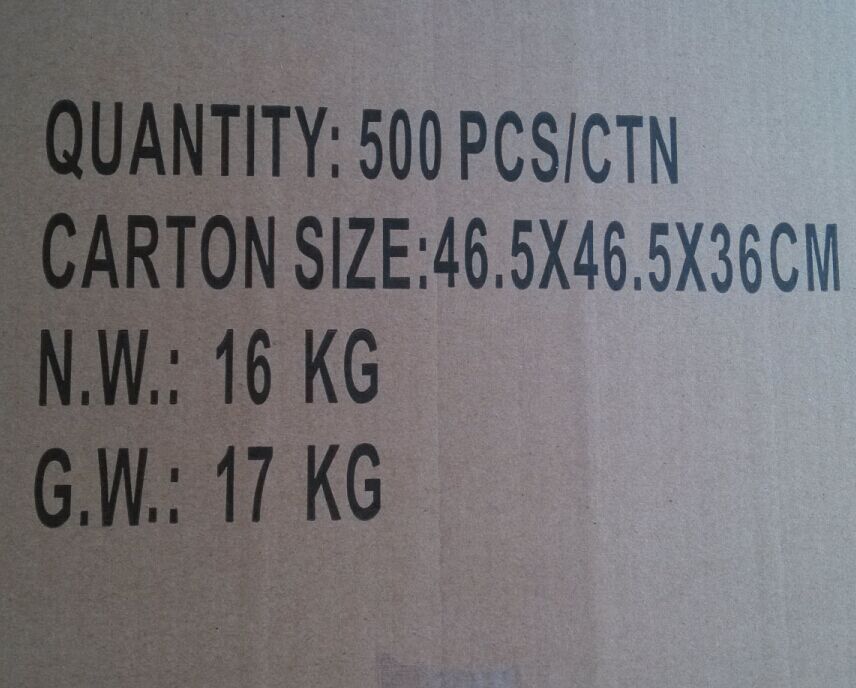 QUANTITY: 500 PCS/CTN
CARTON SIZE:46.5X46.5X36CM
N.W.: 16 KG
G.W.: 17 KG